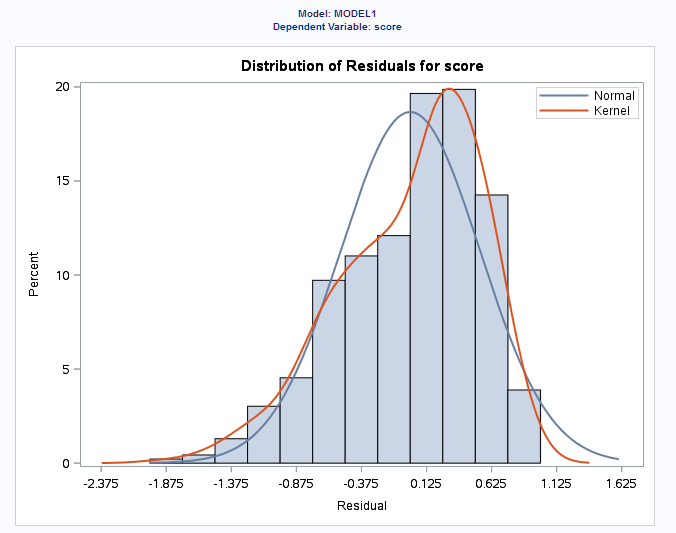 Model: MODEL1
Dependent Variable: score
Distribution of Residuals for score
Normal
Kernel
20
15
10
5
0
Percent
-2.375 -1.875 -1.375 -0.875 -0.375 0.125 0.625 1.125 1.625
Residual